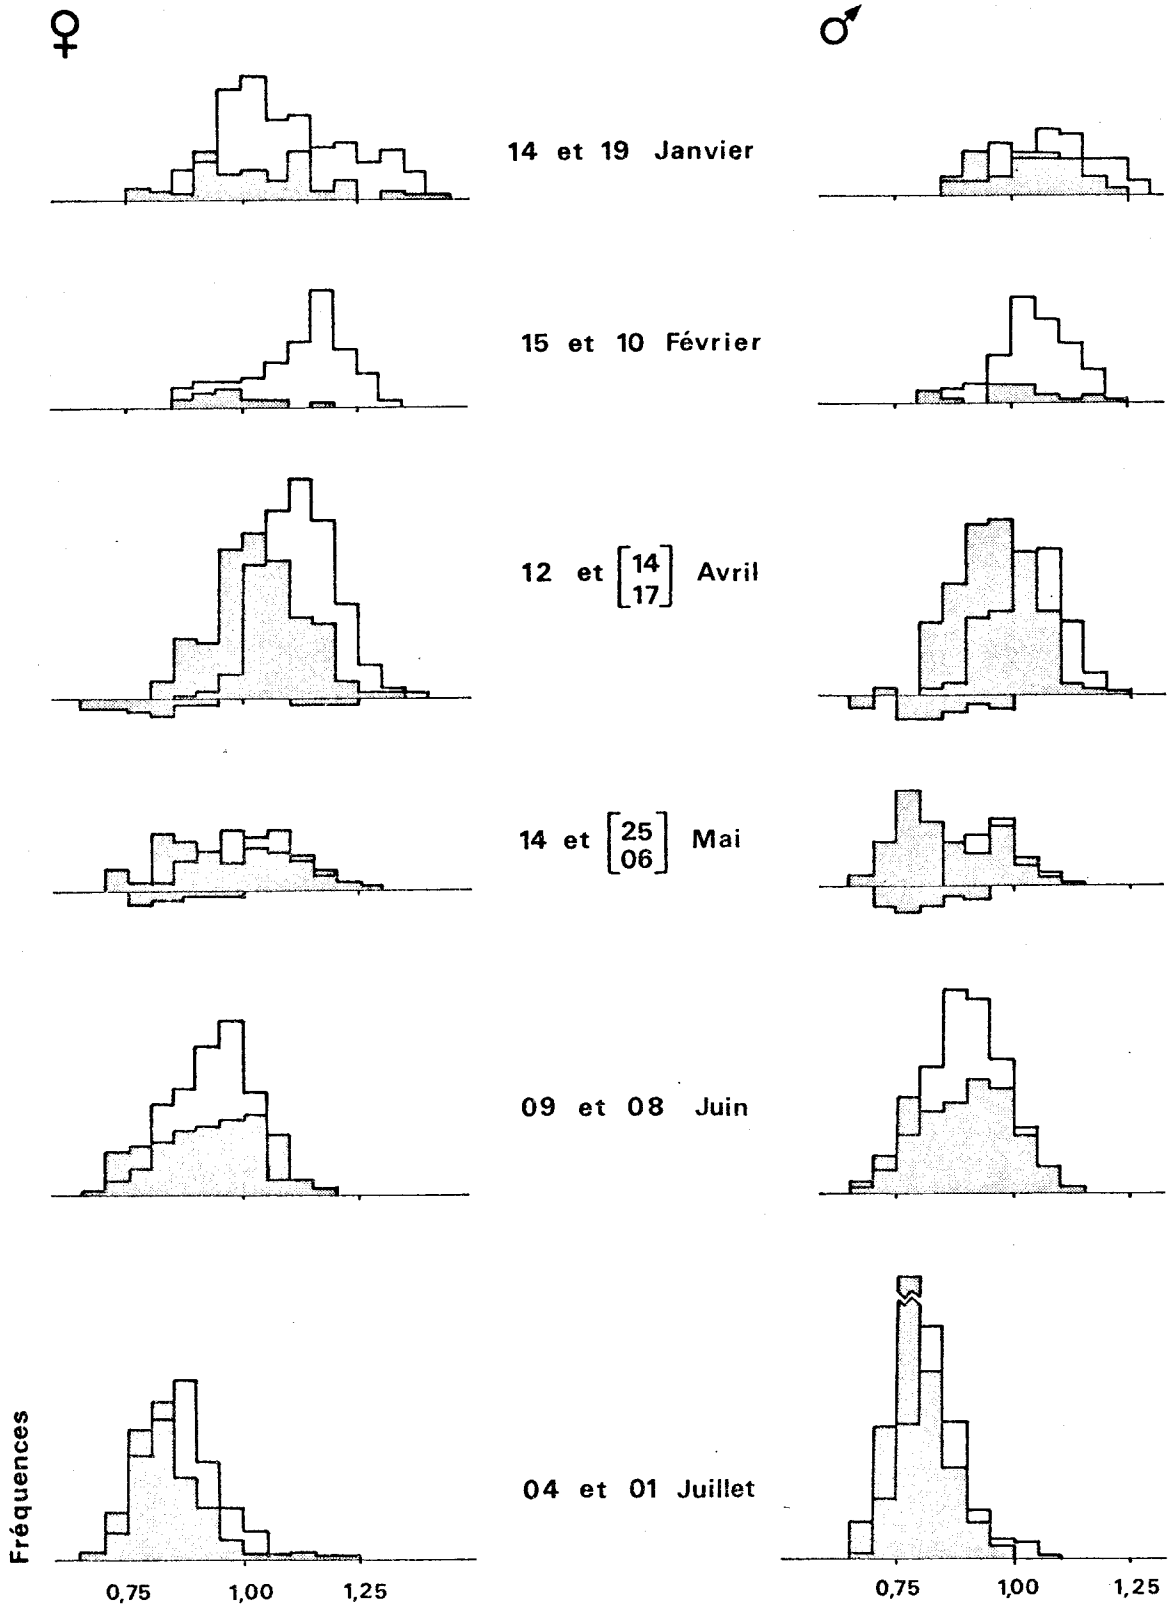 ♀ ♂
14 et 19 Janvier
15 et 10 Février
12 et [14 17] Avril
14 et [25 06] Mai
09 et 08 Juin
04 et 01 Juillet
Fréquences
0,75 1,00 1,25 0,75 1,00 1,25